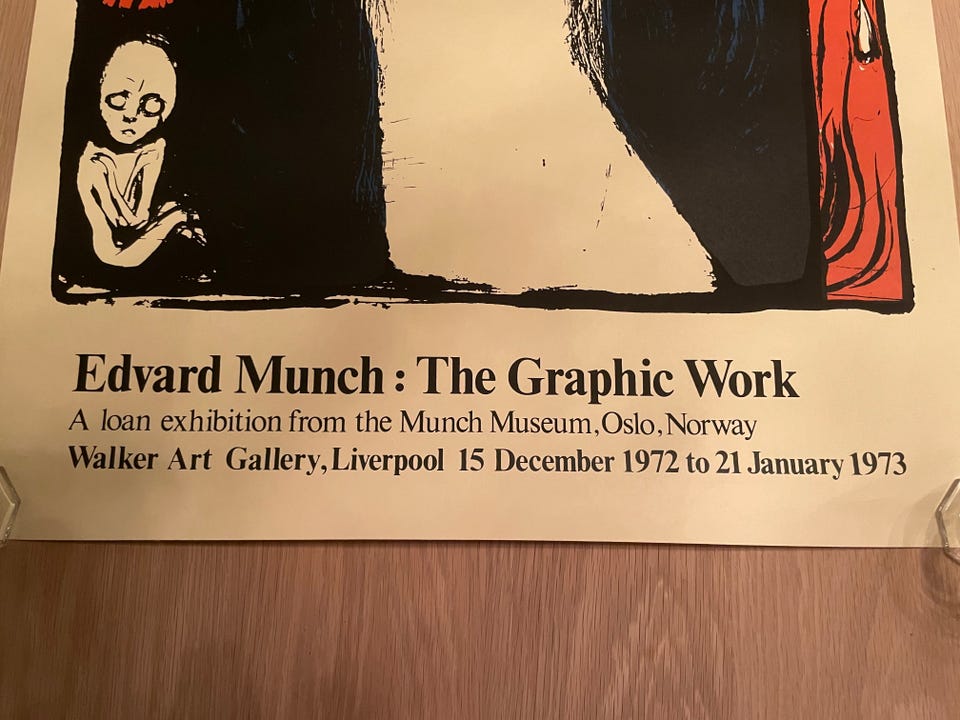 Edvard Munch : The Graphic Work
A loan exhibition from the Munch Museum, Oslo, Norway
Walker Art Gallery, Liverpool 15 December 1972 to 21 January 1973